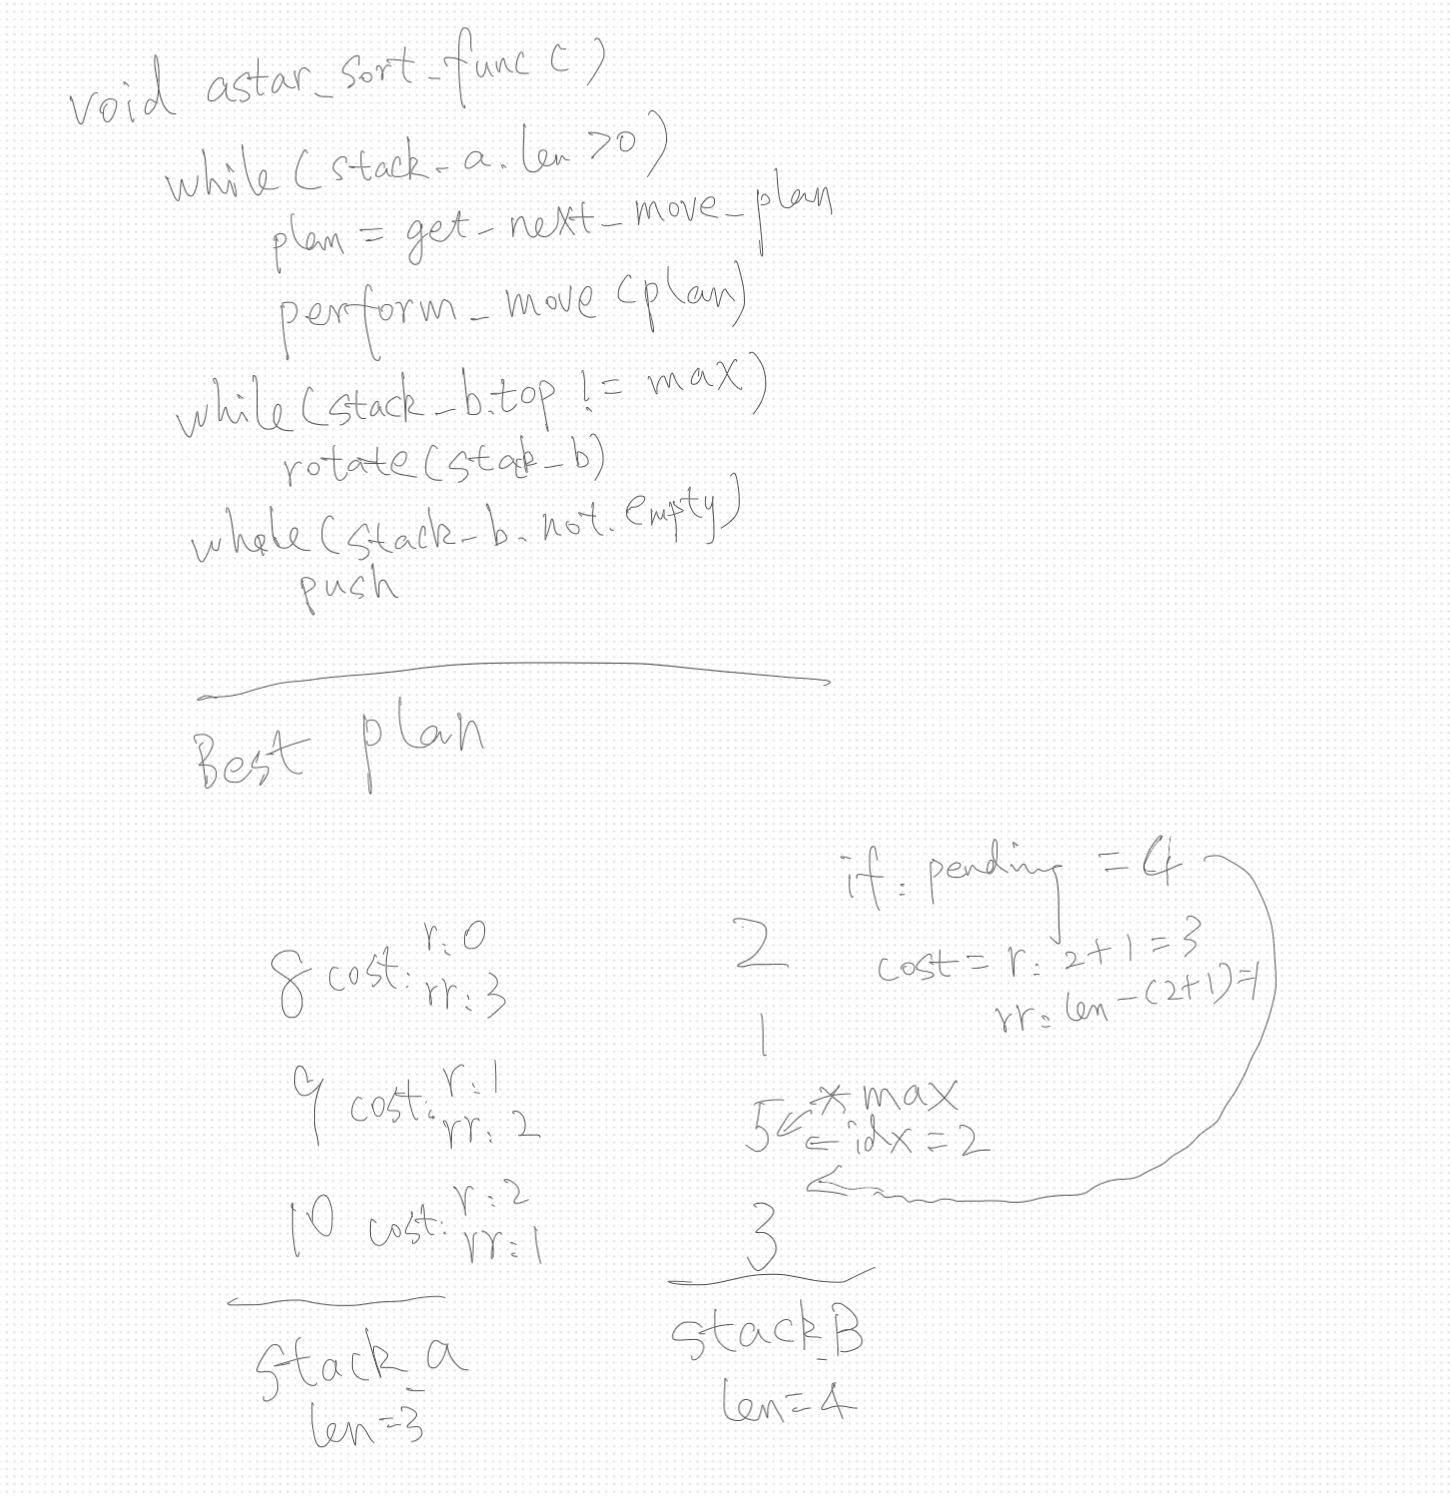 void astar_sort_func ( )
while (stack_a.len >0)
plan = get_next_move_plan
perform_move (plan)
while (stack_b.top != max)
rotate (stack_b)
while (stack_b.not.empty)
push
Best plan
if: pending = 4
8 cost: r:0
rr:3
2
cost = r: 2+1=3
rr: len-(2+1)=1
1
9 cost: r:1
rr:2
5
* max
idx=2
10 cost: r:2
rr:1
3
stack_a
len=3
stack_B
len=4